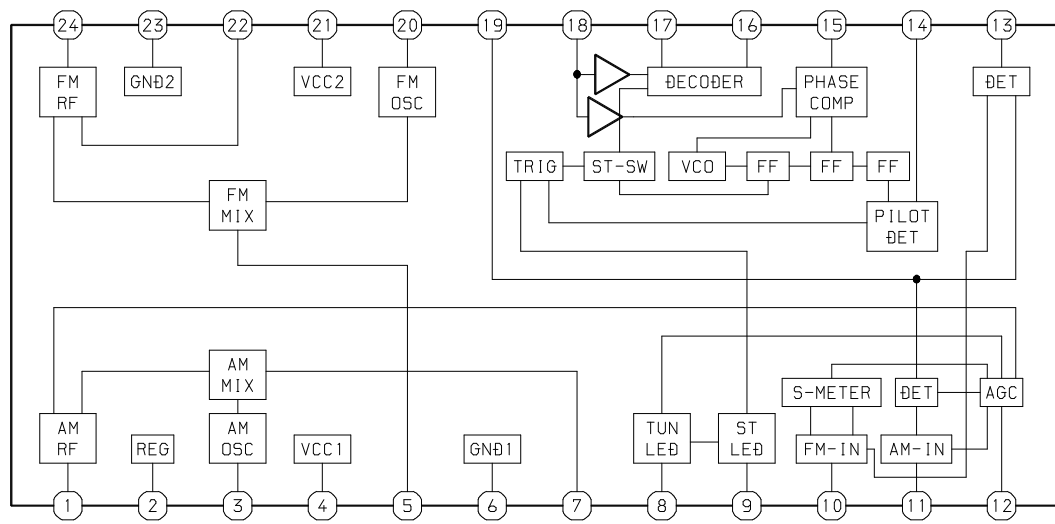 24 23 22 21 20 19 18 17 16 15 14 13
FM
RF
GND2
VCC2
FM
OSC
DECODER
PHASE
COMP
DET
TRIG
ST-SW
VCO
FF
FF
FF
FM
MIX
PILOT
DET
AM
MIX
S-METER
DET
AGC
AM
RF
REG
AM
OSC
VCC1
GND1
TUN
LED
ST
LED
FM-IN
AM-IN
1 2 3 4 5 6 7 8 9 10 11 12